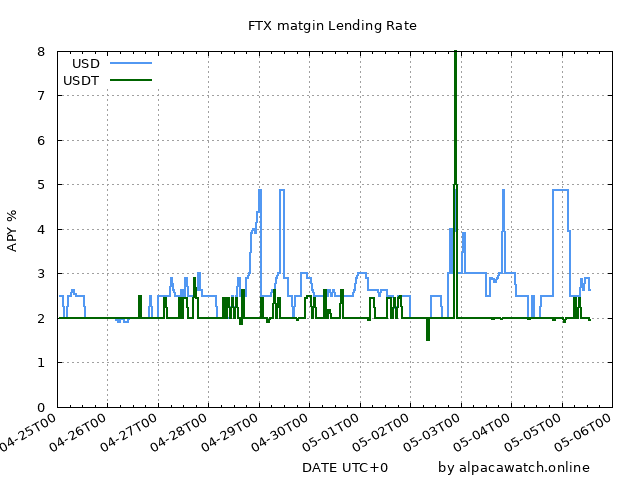 FTX matgin Lending Rate
USD
USDT
8
7
6
5
4
3
2
1
0
APY %
04-25T00
04-26T00
04-27T00
04-28T00
04-29T00
04-30T00
05-01T00
05-02T00
05-03T00
05-04T00
05-05T00
05-06T00
DATE UTC+0
by alpacawatch.online